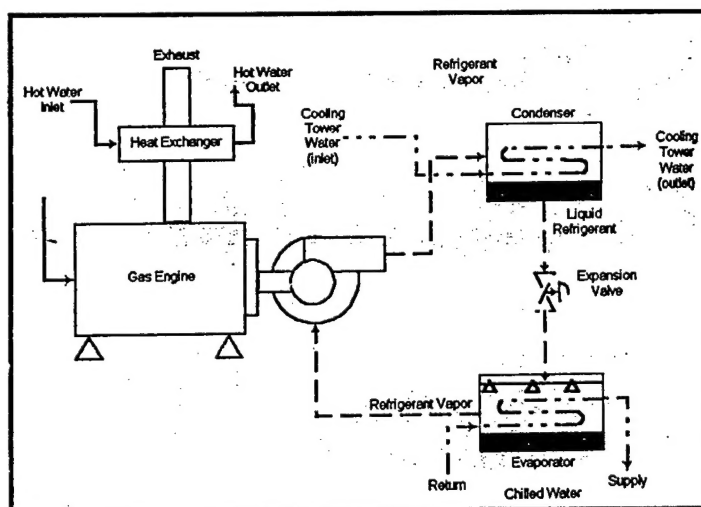 Exhaust
Hot Water
Outlet
Hot Water
Inlet
Heat Exchanger
Gas Engine
Refrigerant
Vapor
Cooling
Tower
Water
(inlet)
Condenser
Cooling
Tower
Water
(outlet)
Liquid
Refrigerant
Expansion
Valve
Refrigerant Vapor
Evaporator
Return
Supply
Chilled Water